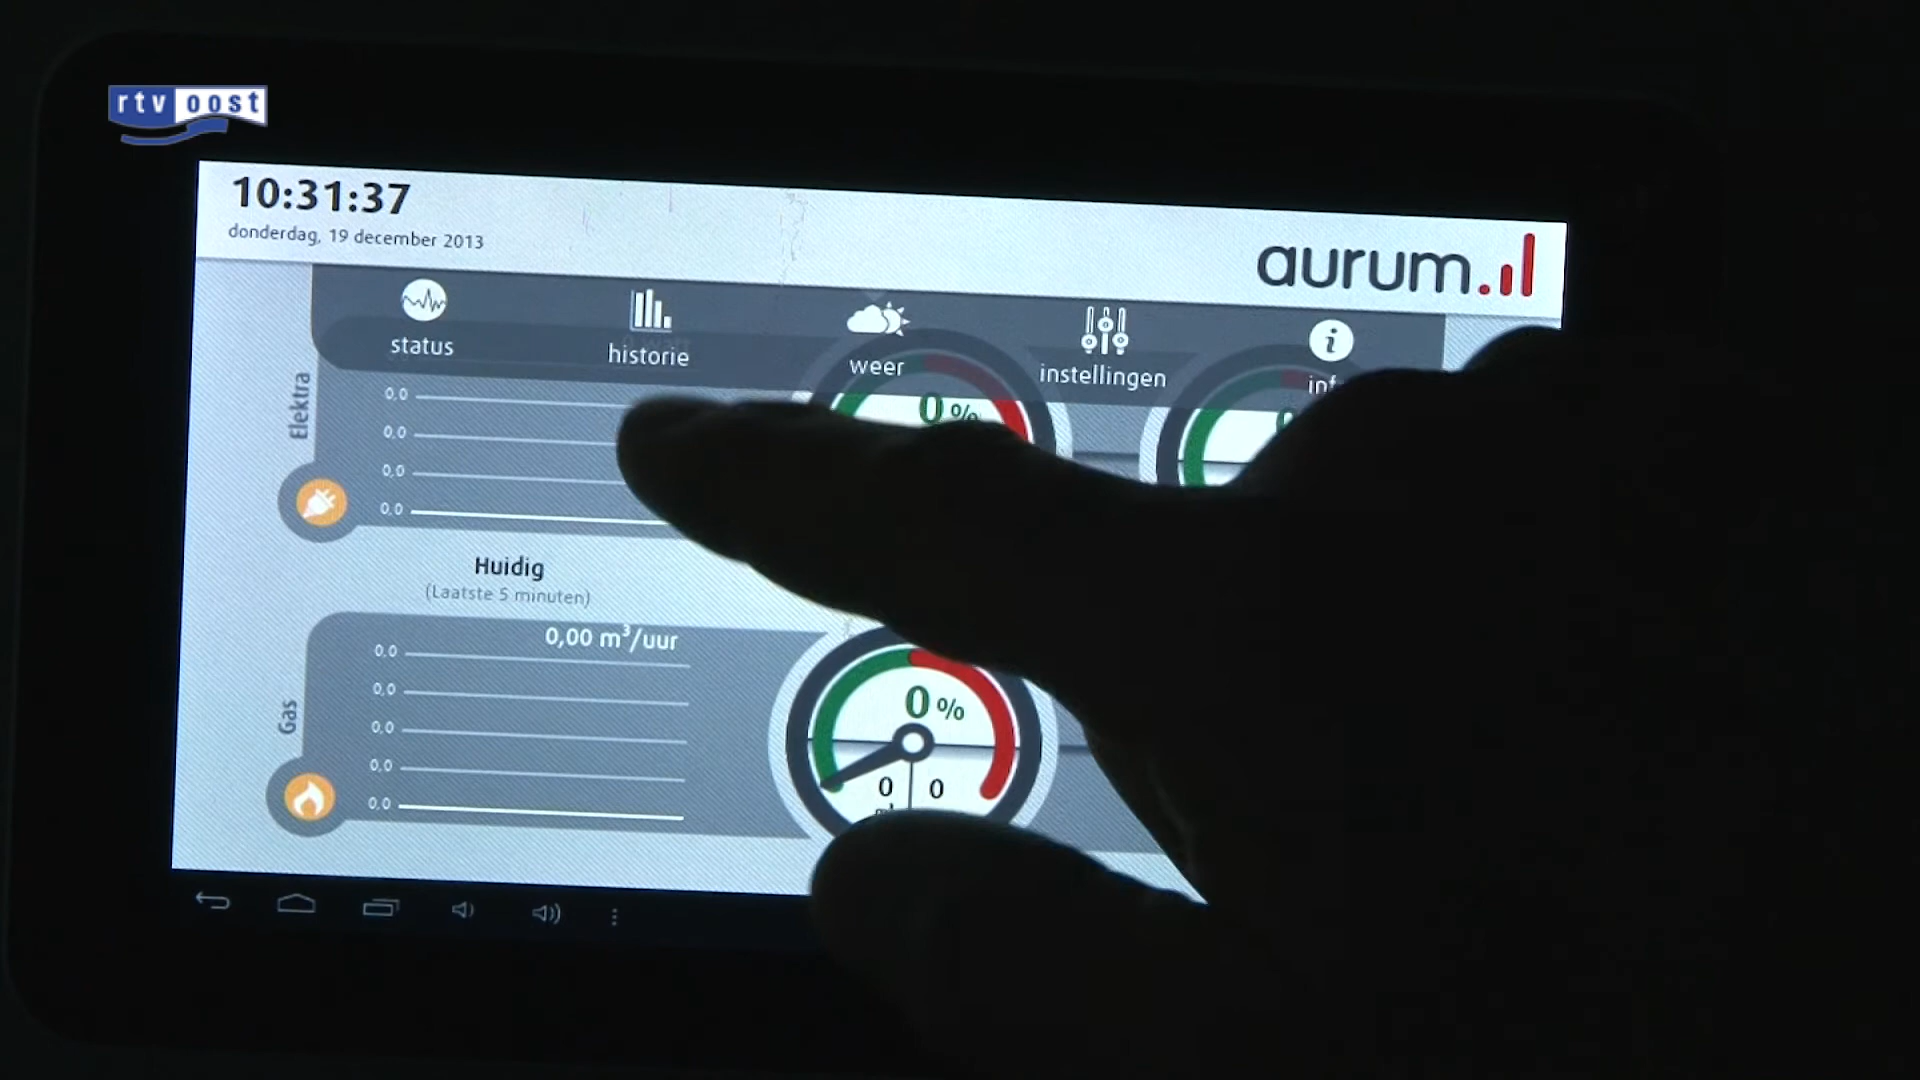 rtv oost
10:31:37
donderdag, 19 december 2013
aurum
status
historie
weer
instellingen
Elektra
0,0
0,0
0,0
0,0
0 %
Huidig
(Laatste 5 minuten)
0,00 m³/uur
Gas
0,0
0,0
0,0
0,0
0,0
0 %
0
0